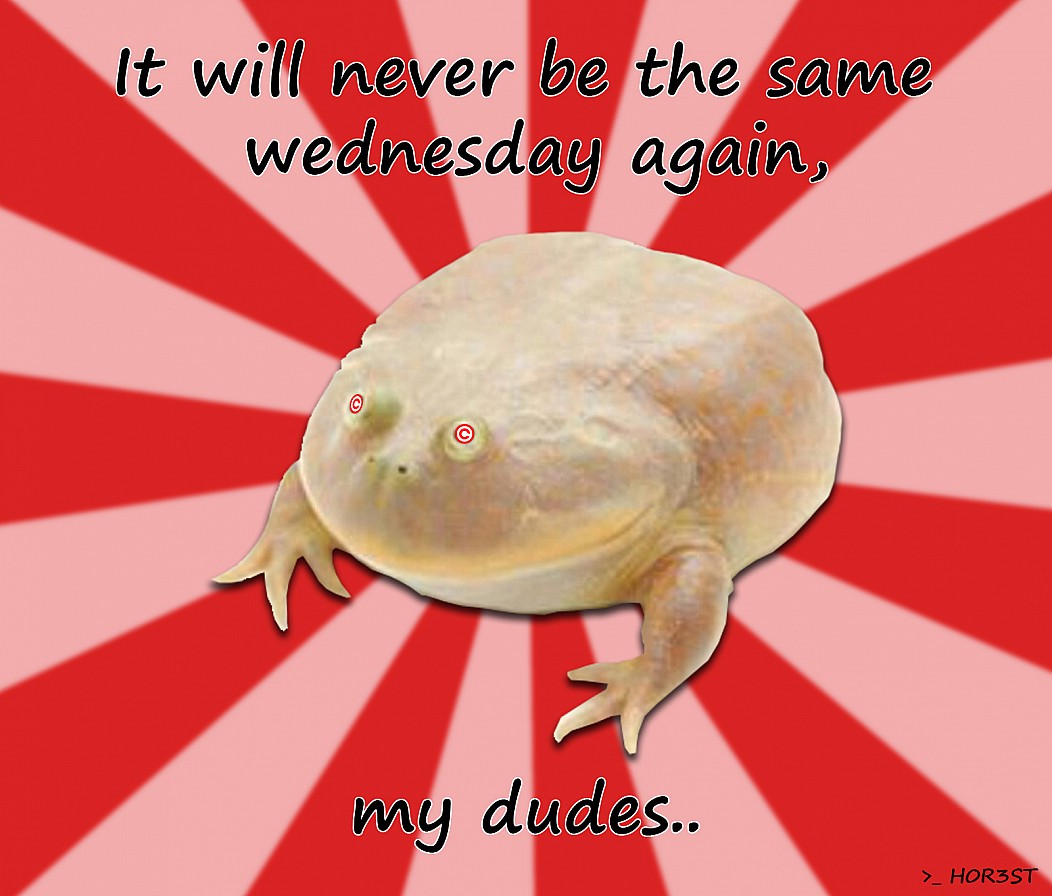 It will never be the same
wednesday again,
©
©
my dudes..
>_ HOR3ST